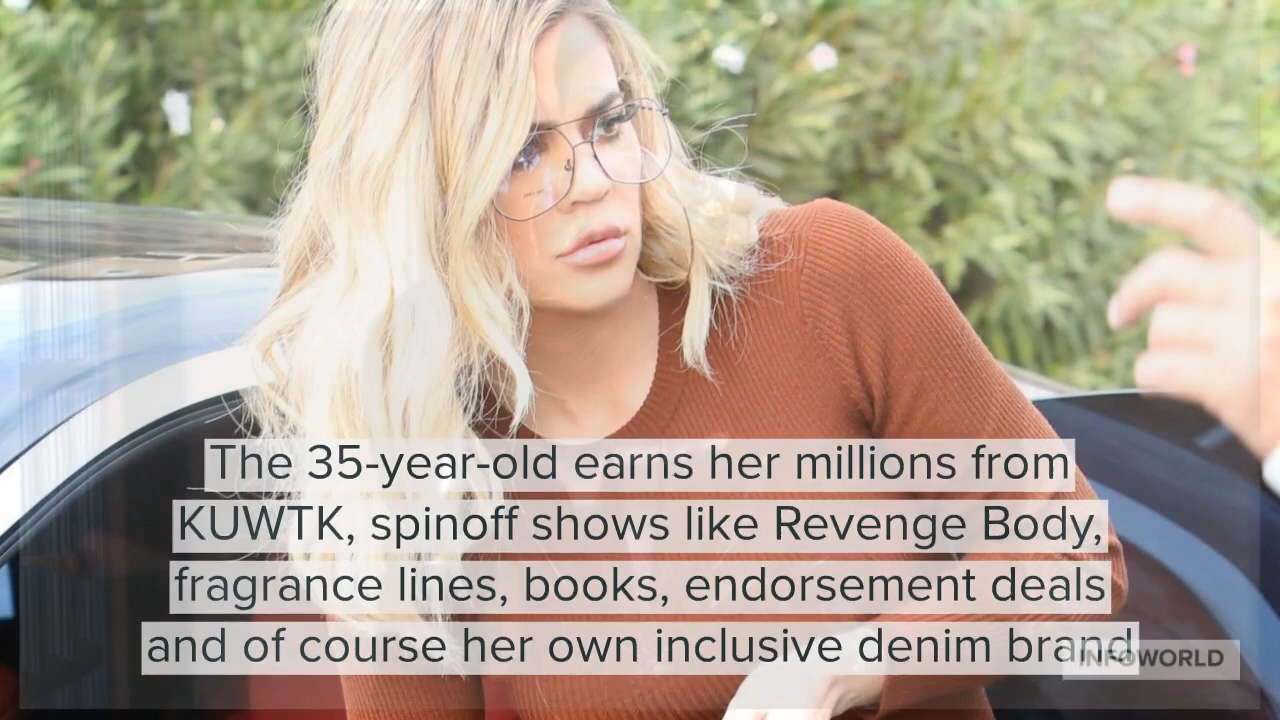 The 35-year-old earns her millions from
KUWTK, spinoff shows like Revenge Body,
fragrance lines, books, endorsement deals
and of course her own inclusive denim brand
INFOWORLD